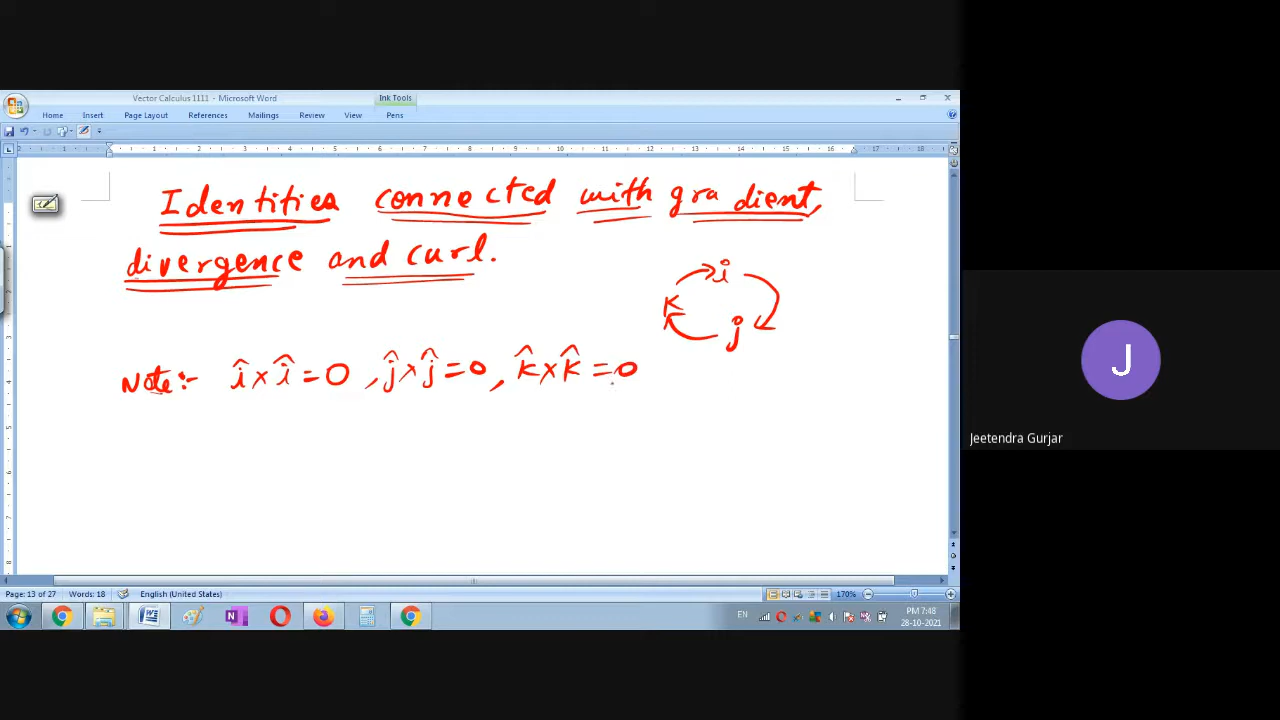 Vector Calculus 1111 - Microsoft Word
Ink Tools
Home Insert Page Layout References Mailings Review View Pens
Identities connected with gradient,
divergence and curl.
i
k
j
Note:- î × î = 0 , ĵ × ĵ = 0, k̂ × k̂ = 0
J
Jeetendra Gurjar
Page: 13 of 27 Words: 18 English (United States) 170%
EN PM 7:48
28-10-2021